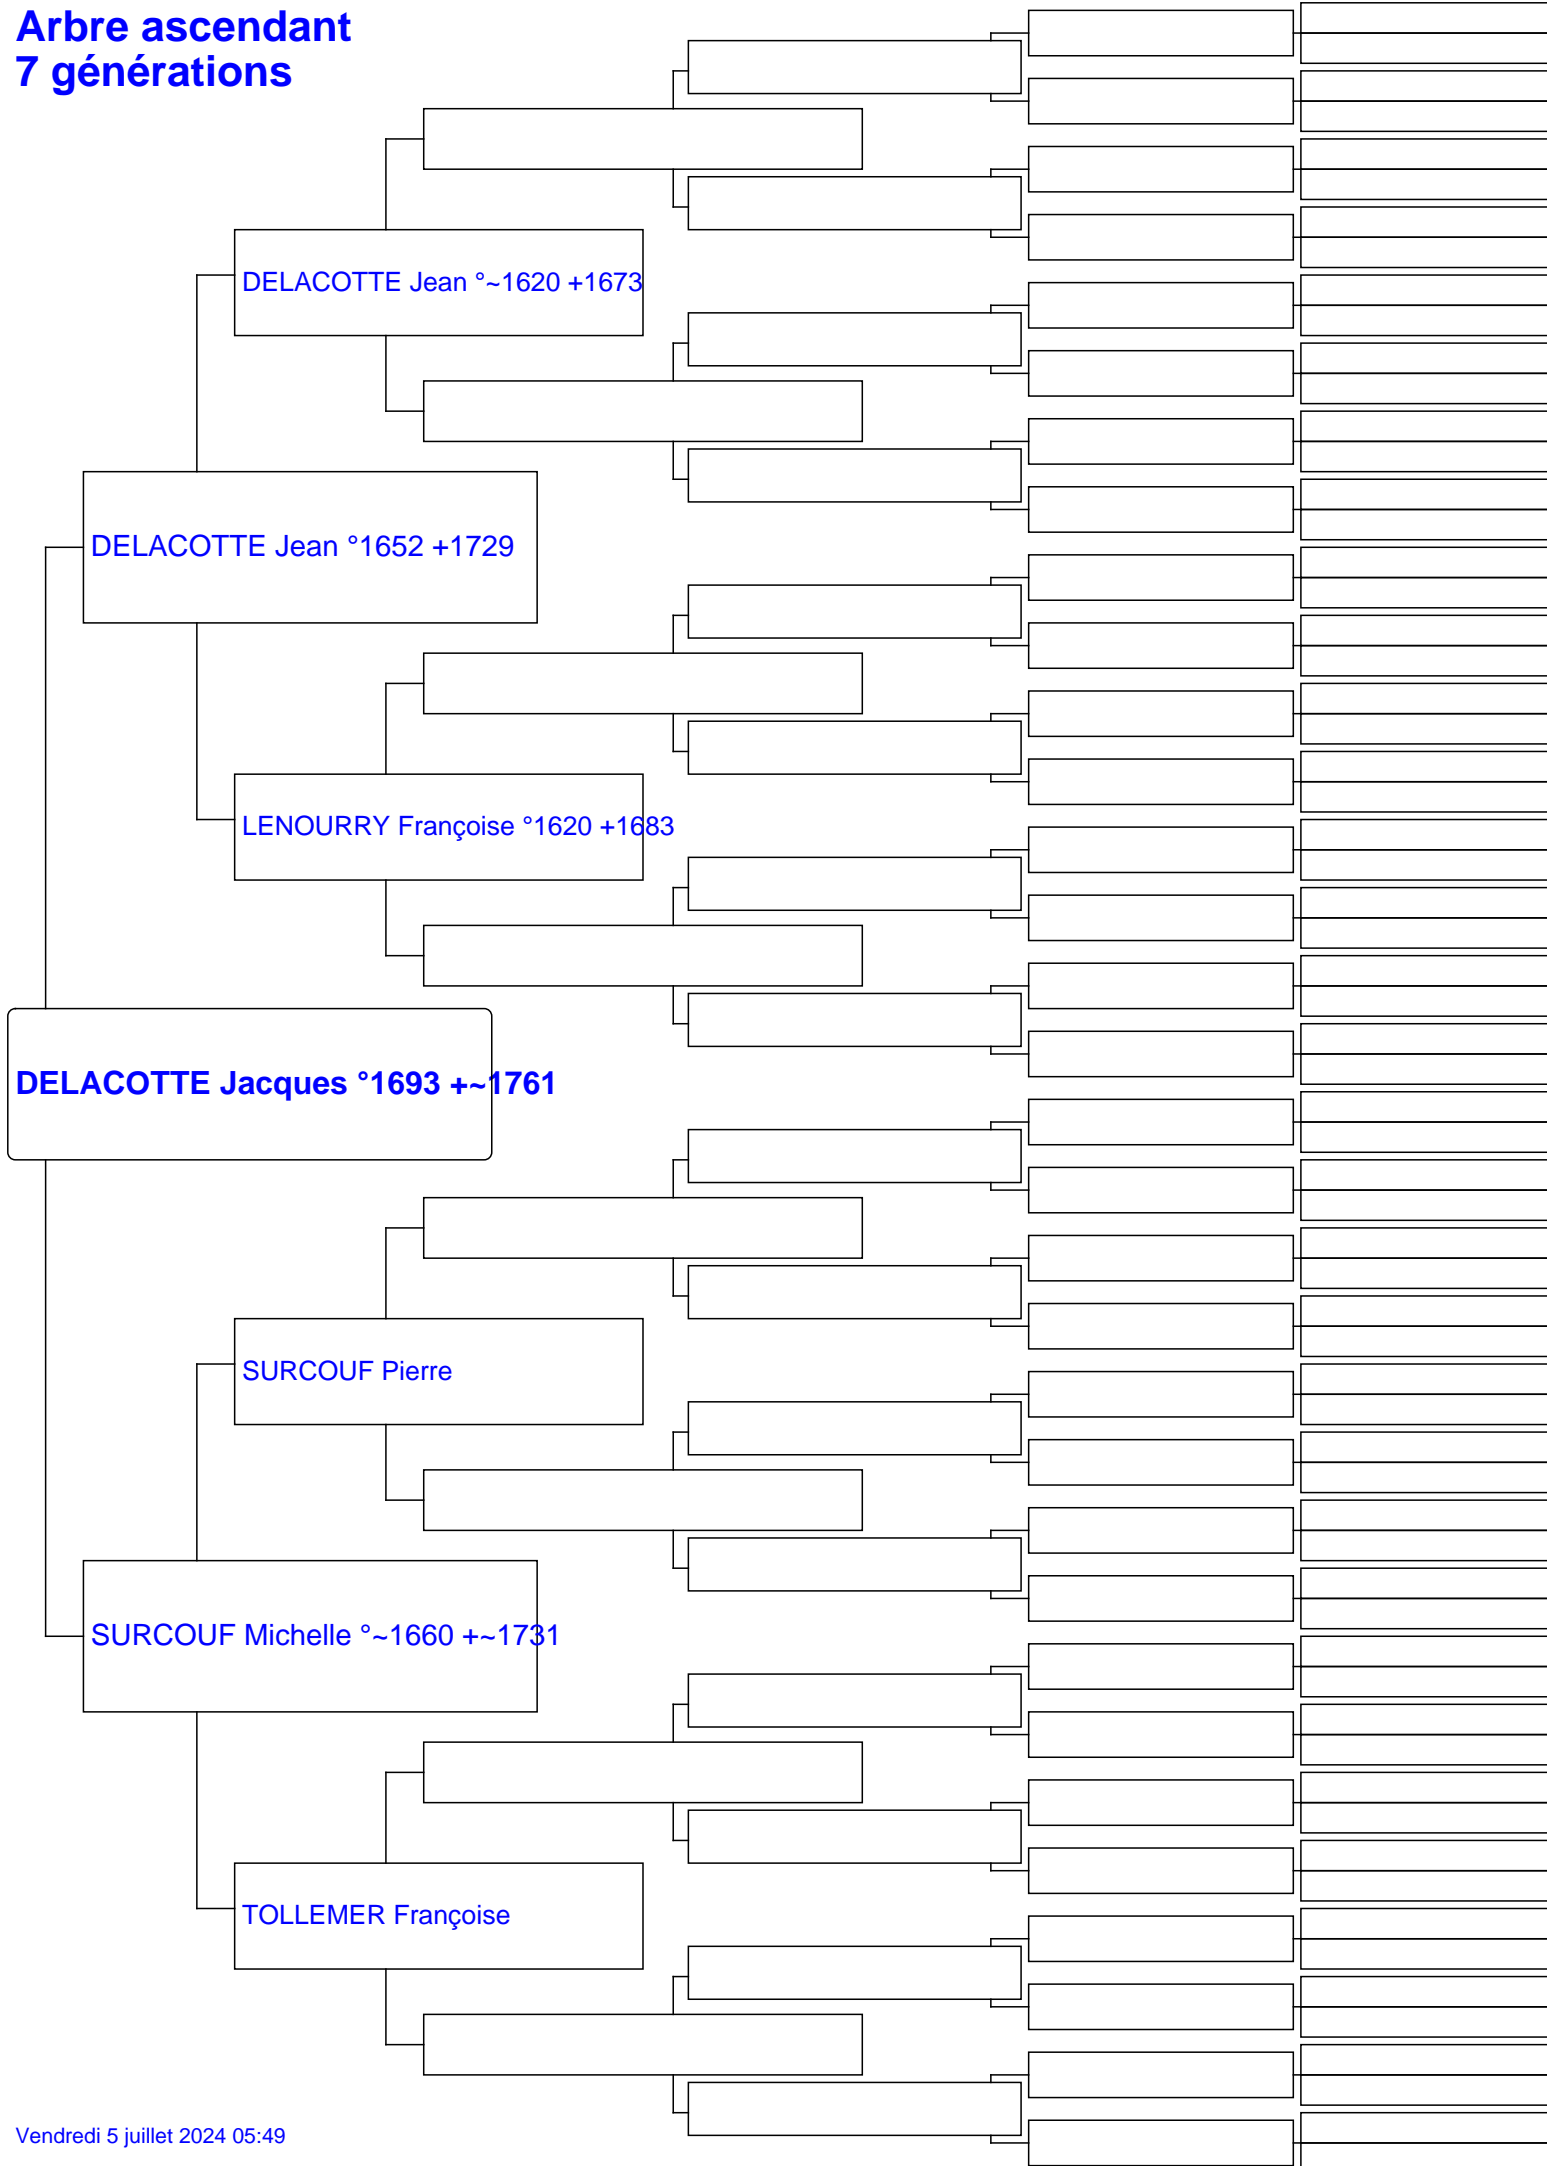 Arbre ascendant
7 générations
DELACOTTE Jean °~1620 +1673
DELACOTTE Jean °1652 +1729
LENOURRY Françoise °1620 +1683
DELACOTTE Jacques °1693 +~1761
SURCOUF Pierre
SURCOUF Michelle °~1660 +~1731
TOLLEMER Françoise
Vendredi 5 juillet 2024 05:49